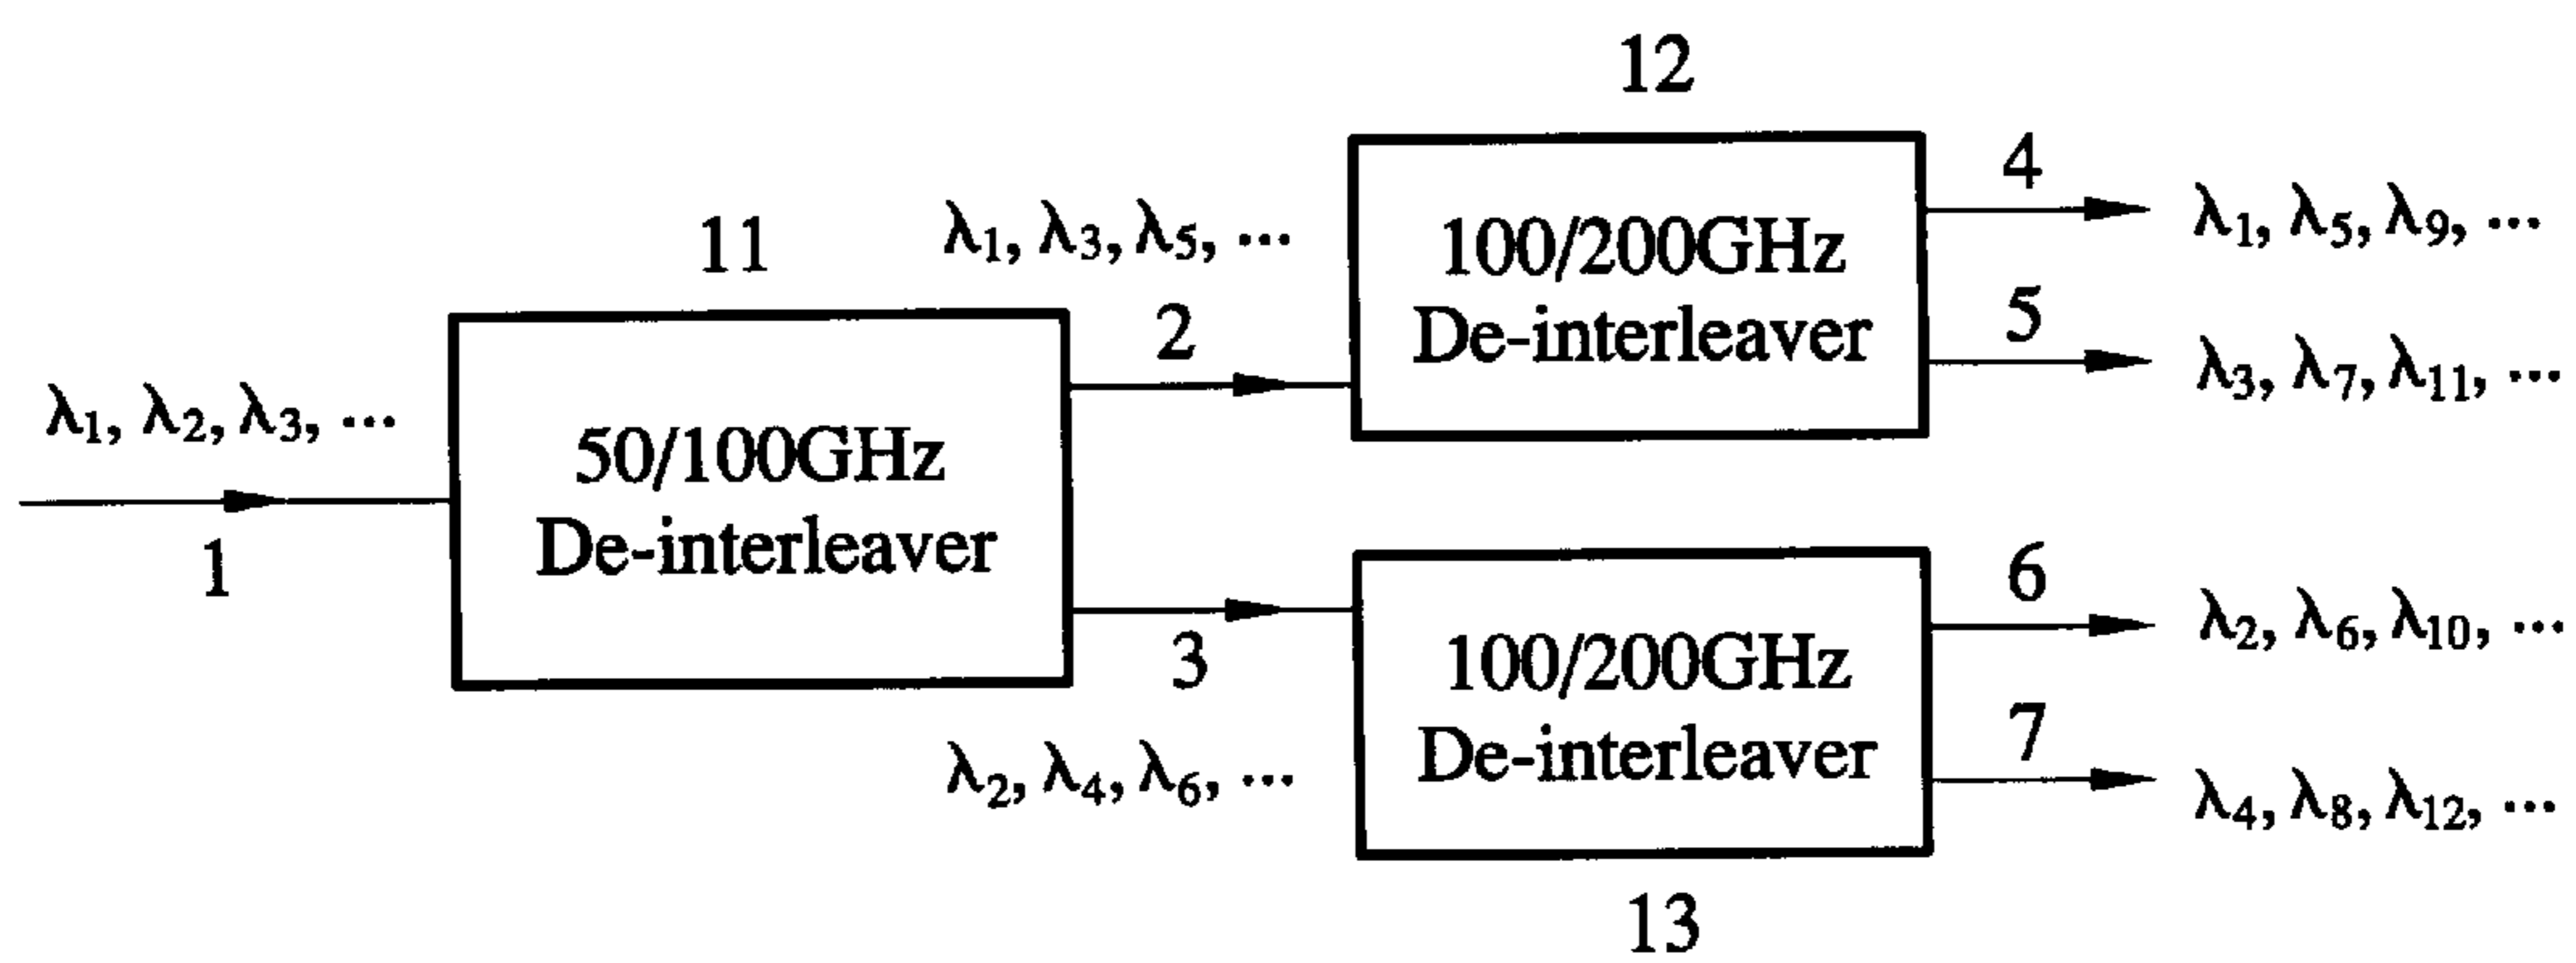 12
4
λ1, λ5, λ9, ...
11
λ1, λ3, λ5, ...
100/200GHz
De-interleaver
2
5
λ3, λ7, λ11, ...
λ1, λ2, λ3, ...
50/100GHz
De-interleaver
1
6
λ2, λ6, λ10, ...
3
100/200GHz
De-interleaver
7
λ2, λ4, λ6, ...
λ4, λ8, λ12, ...
13